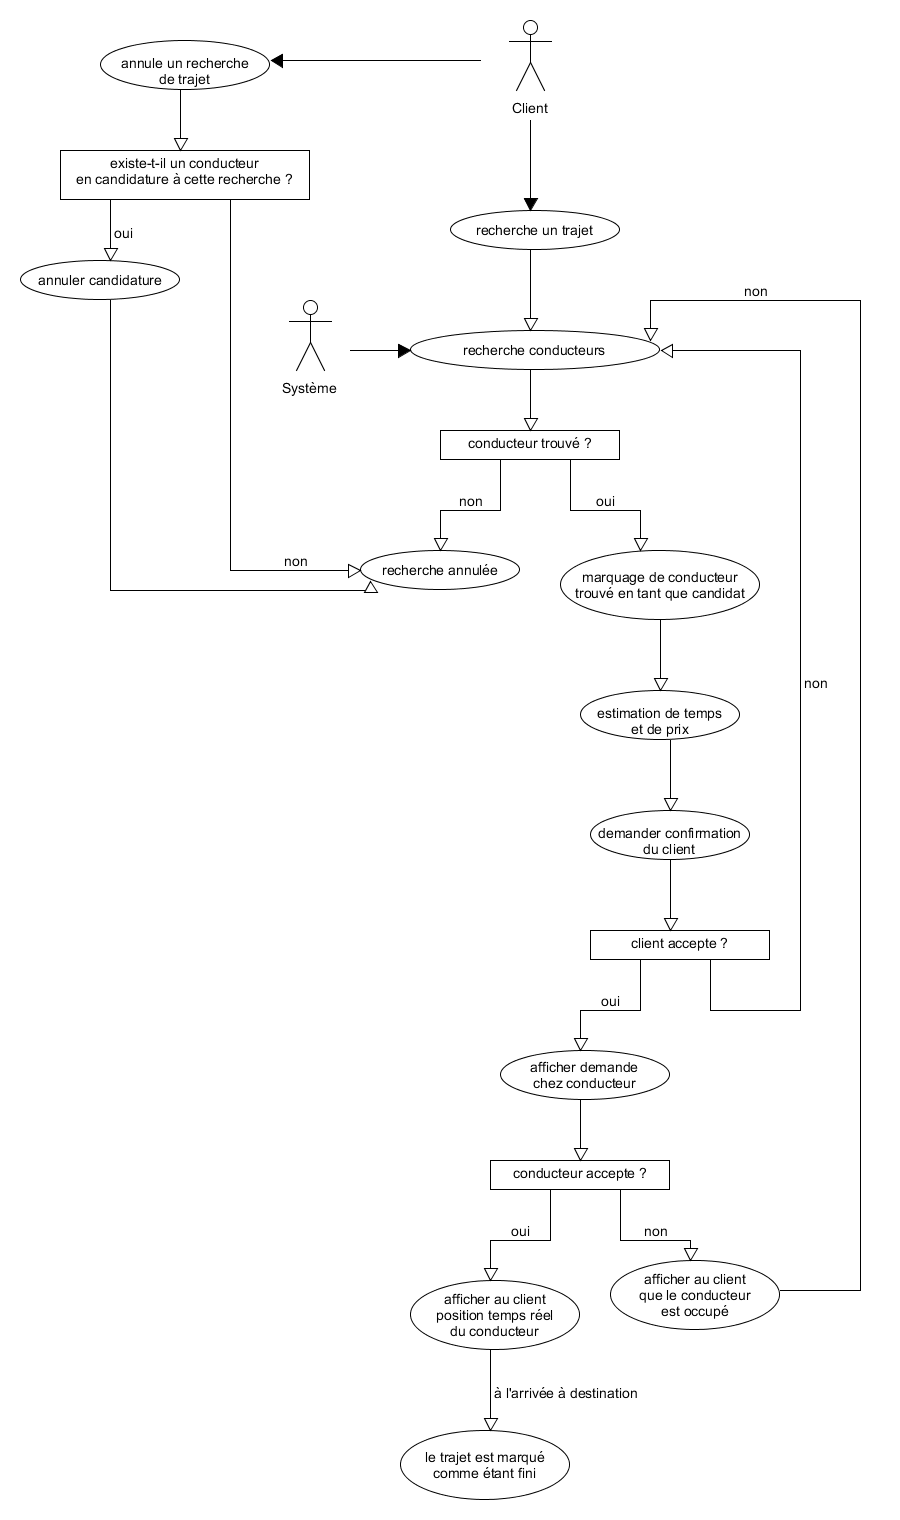 annule un recherche
de trajet
Client
existe-t-il un conducteur
en candidature à cette recherche ?
recherche un trajet
oui
annuler candidature
non
recherche conducteurs
Système
conducteur trouvé ?
non
oui
non
recherche annulée
marquage de conducteur
trouvé en tant que candidat
non
estimation de temps
et de prix
demander confirmation
du client
client accepte ?
oui
afficher demande
chez conducteur
conducteur accepte ?
oui
non
afficher au client
position temps réel
du conducteur
afficher au client
que le conducteur
est occupé
à l'arrivée à destination
le trajet est marqué
comme étant fini